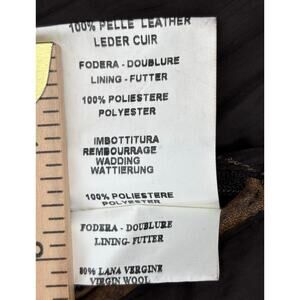 100% PELLE LEATHER
LEDER CUIR
FODERA - DOUBLURE
LINING - FUTTER
100% POLIESTERE
POLYESTER
IMBOTTITURA
REMBOURRAGE
WADDING
WATTIERUNG
100% POLIESTERE
POLYESTER
FODERA - DOUBLURE
LINING- FUTTER
80% LANA VERGINE
VIRGIN WOOL